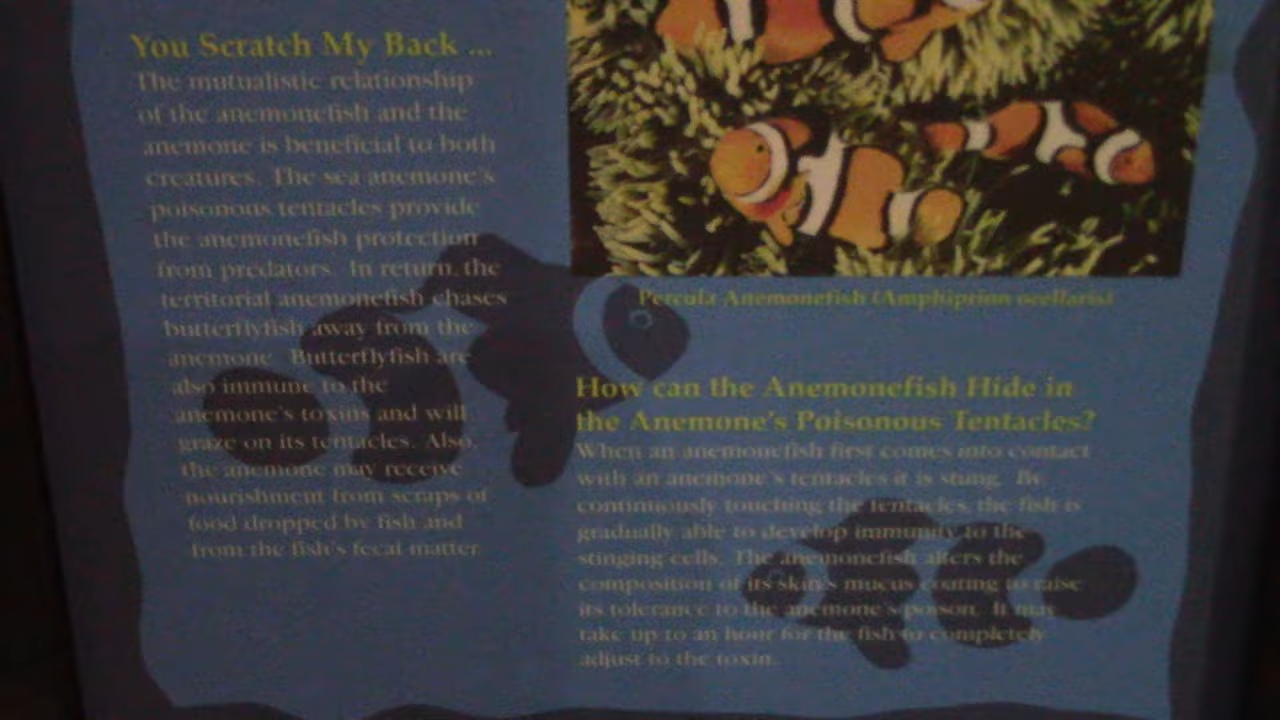 You Scratch My Back ...
The mutualistic relationship
of the anemonefish and the
anemone is beneficial to both
creatures. The sea anemone's
poisonous tentacles provide
the anemonefish protection
from predators. In return, the
territorial anemonefish chases
butterflyfish away from the
anemone. Butterflyfish are
also immune to the
anemone's toxins and will
graze on its tentacles. Also,
the anemone may receive
nourishment from scraps of
food dropped by fish and
from the fish's fecal matter.
Percula Anemonefish (Amphiprion ocellaris)
How can the Anemonefish Hide in
the Anemone's Poisonous Tentacles?
When an anemonefish first comes into contact
with an anemone's tentacles it is stung. By
continuously touching the tentacles, the fish is
gradually able to develop immunity to the
stinging cells. The anemonefish alters the
composition of its skin's mucus coating to raise
its tolerance to the anemone's poison. It may
take up to an hour for the fish to completely
adjust to the toxin.